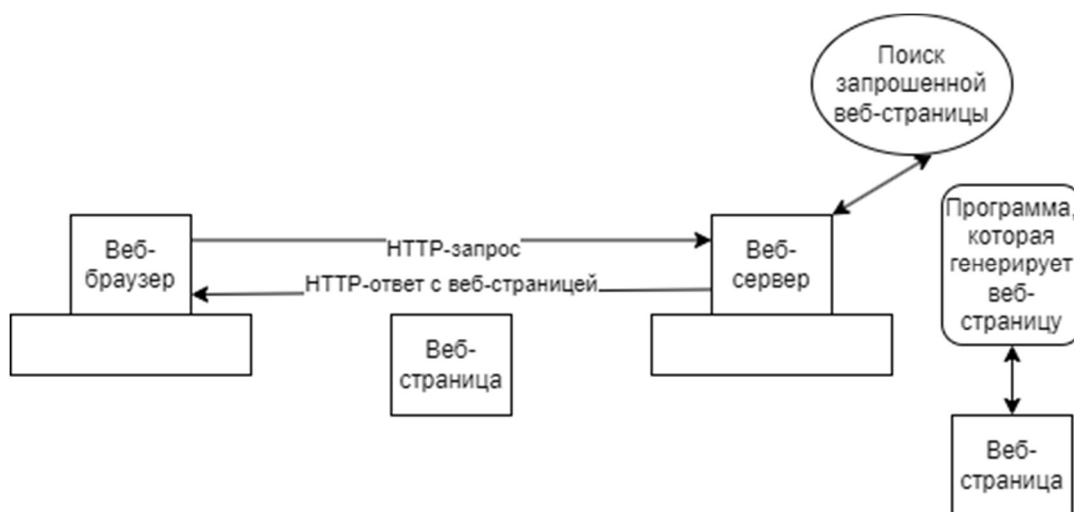 Поиск
запрошенной
веб-страницы
Веб-
браузер
HTTP-запрос
HTTP-ответ с веб-страницей
Веб-
сервер
Программа,
которая
генерирует
веб-
страницу
Веб-
страница
Веб-
страница